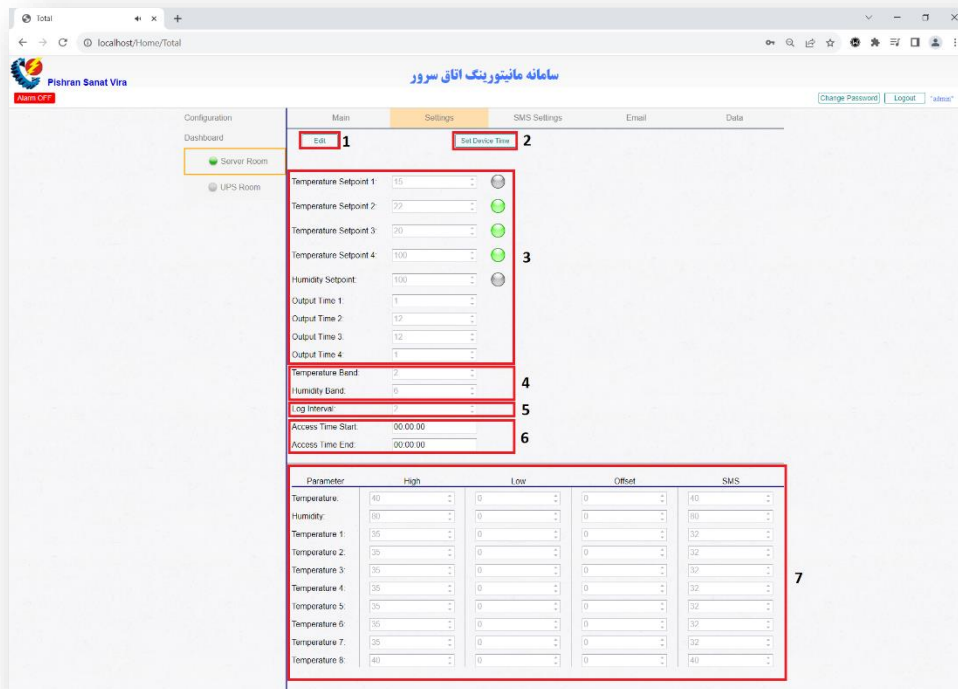 Total
localhost/Home/Total
Pishran Sanat Vira
سامانه مانیتورینگ اتاق سرور
Alarm OFF
Change Password Logout "admin"
Configuration Main Settings SMS Settings Email Data
Dashboard
Edit 1 Set Device Time 2
Server Room
UPS Room
Temperature Setpoint 1: 15
Temperature Setpoint 2: 22
Temperature Setpoint 3: 20
Temperature Setpoint 4: 100
3
Humidity Setpoint: 100
Output Time 1: 1
Output Time 2: 12
Output Time 3: 12
Output Time 4: 1
Temperature Band: 2
4
Humidity Band: 6
Log Interval: 2 5
Access Time Start: 00:00:00
6
Access Time End: 00:00:00
Parameter High Low Offset SMS
Temperature: 40 0 0 40
Humidity: 80 0 0 80
Temperature 1: 35 0 0 32
Temperature 2: 35 0 0 32
Temperature 3: 35 0 0 32
7
Temperature 4: 35 0 0 32
Temperature 5: 35 0 0 32
Temperature 6: 35 0 0 32
Temperature 7: 35 0 0 32
Temperature 8: 40 0 0 40